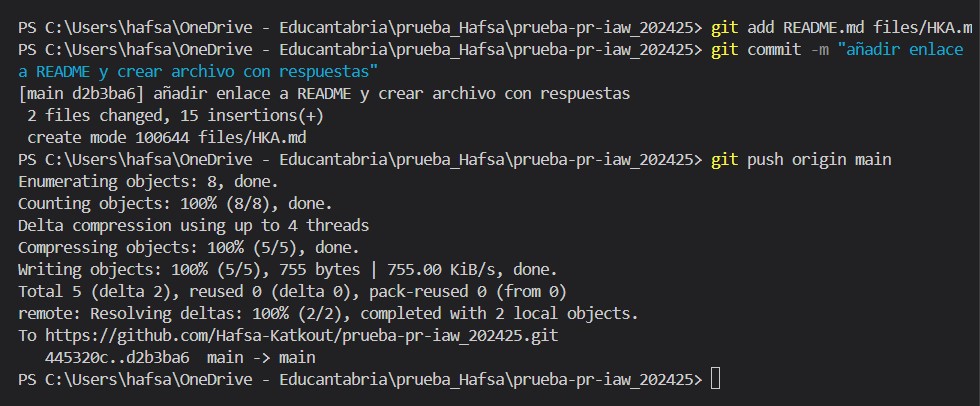 PS C:\Users\hafsa\OneDrive - Educantabria\prueba_Hafsa\prueba-pr-iaw_202425> git add README.md files/HKA.m
PS C:\Users\hafsa\OneDrive - Educantabria\prueba_Hafsa\prueba-pr-iaw_202425> git commit -m "añadir enlace
a README y crear archivo con respuestas"
[main d2b3ba6] añadir enlace a README y crear archivo con respuestas
 2 files changed, 15 insertions(+)
 create mode 100644 files/HKA.md
PS C:\Users\hafsa\OneDrive - Educantabria\prueba_Hafsa\prueba-pr-iaw_202425> git push origin main
Enumerating objects: 8, done.
Counting objects: 100% (8/8), done.
Delta compression using up to 4 threads
Compressing objects: 100% (5/5), done.
Writing objects: 100% (5/5), 755 bytes | 755.00 KiB/s, done.
Total 5 (delta 2), reused 0 (delta 0), pack-reused 0 (from 0)
remote: Resolving deltas: 100% (2/2), completed with 2 local objects.
To https://github.com/Hafsa-Katkout/prueba-pr-iaw_202425.git
   445320c..d2b3ba6  main -> main
PS C:\Users\hafsa\OneDrive - Educantabria\prueba_Hafsa\prueba-pr-iaw_202425>